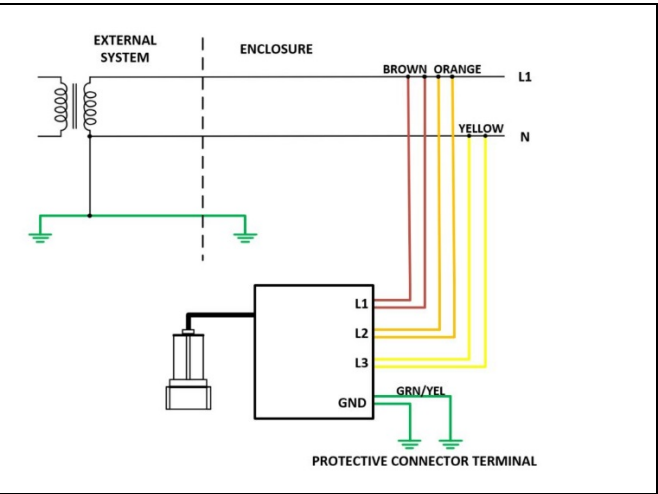 EXTERNAL
SYSTEM
ENCLOSURE
BROWN ORANGE
L1
YELLOW
N
L1
L2
L3
GRN/YEL
GND
PROTECTIVE CONNECTOR TERMINAL